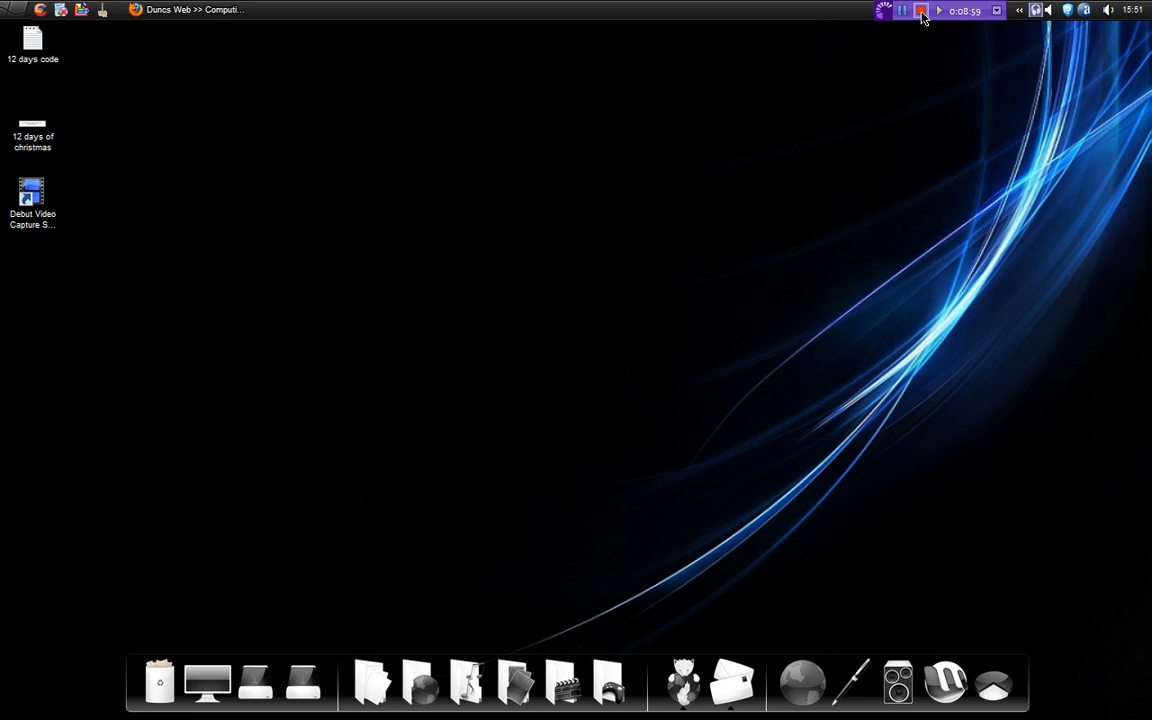 Duncs Web >> Computi...
0:08:59
15:51
12 days code
12 days of
christmas
Debut Video
Capture S...